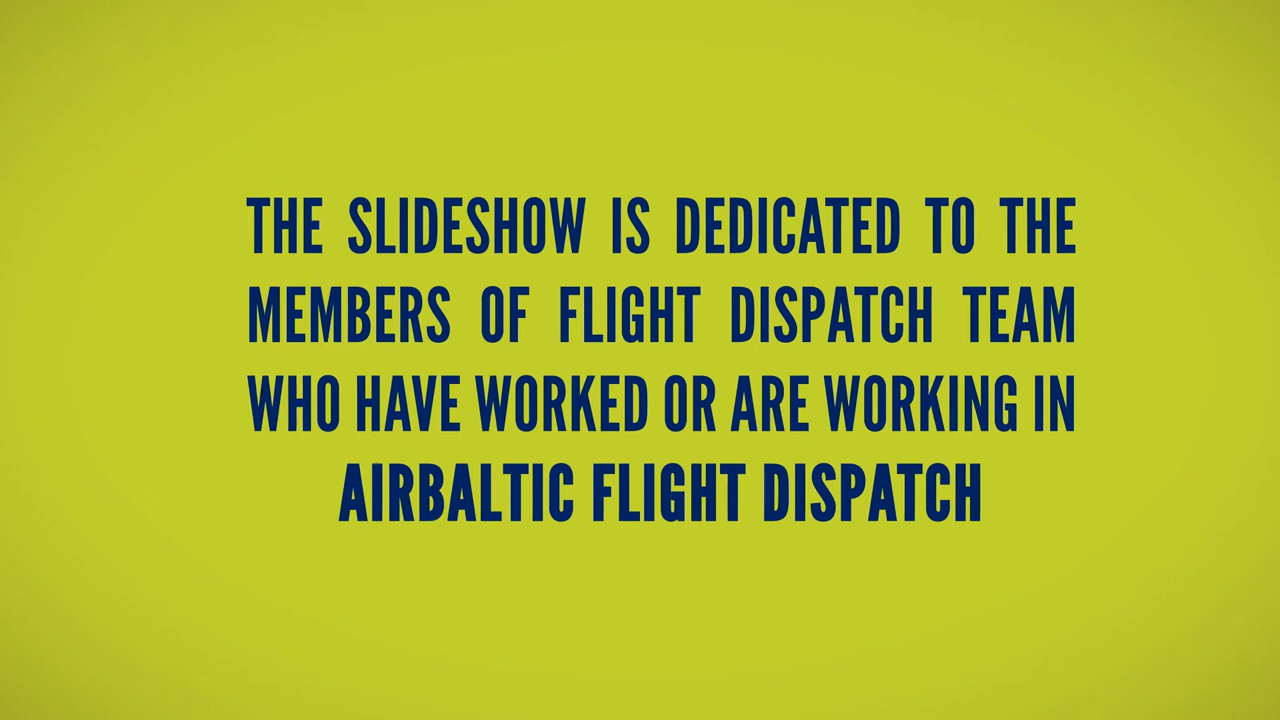 THE SLIDESHOW IS DEDICATED TO THE
MEMBERS OF FLIGHT DISPATCH TEAM
WHO HAVE WORKED OR ARE WORKING IN
AIRBALTIC FLIGHT DISPATCH